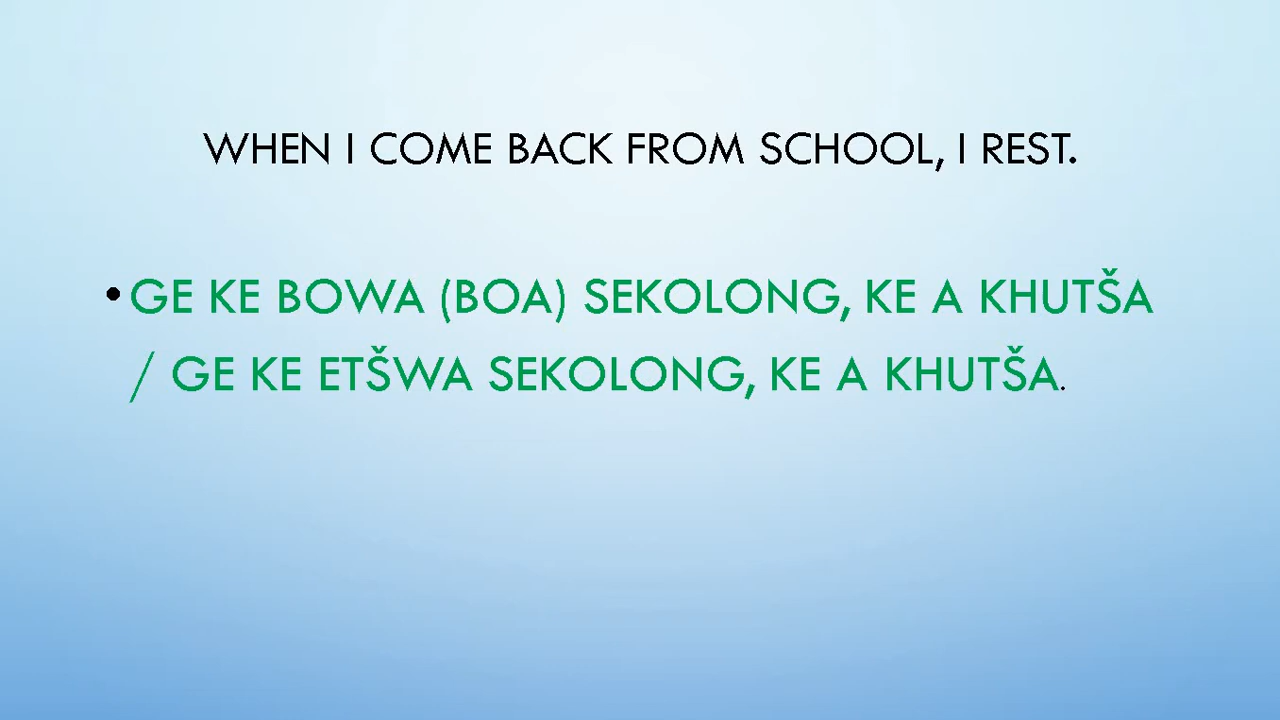 WHEN I COME BACK FROM SCHOOL, I REST.
• GE KE BOWA (BOA) SEKOLONG, KE A KHUTŠA
/ GE KE ETŠWA SEKOLONG, KE A KHUTŠA.